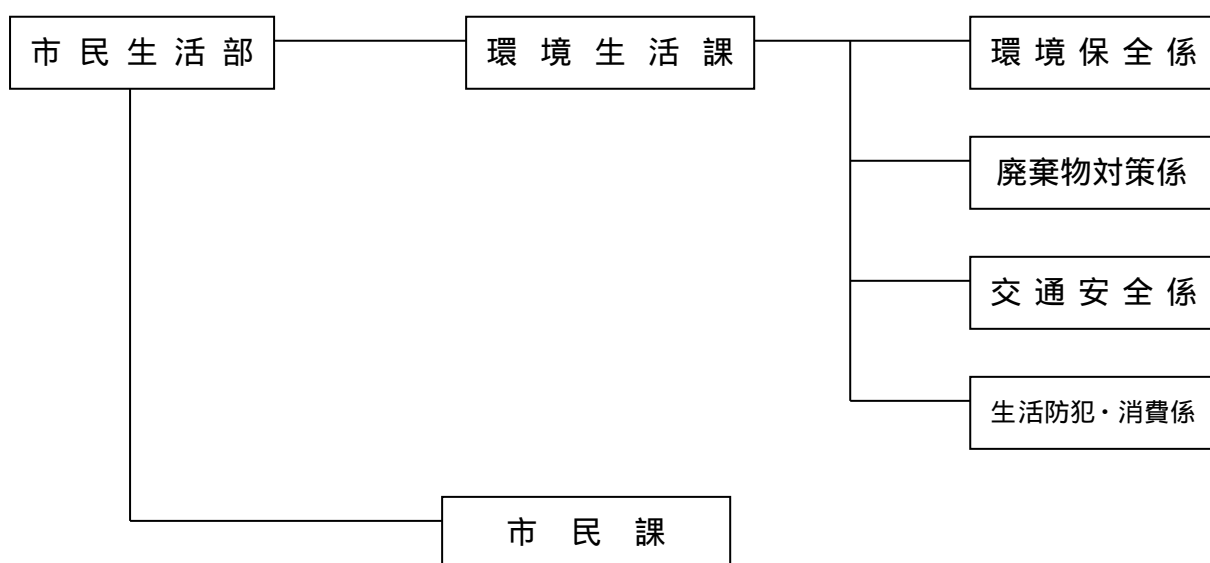 市民生活部
環境生活課
環境保全係
廃棄物対策係
交通安全係
生活防犯・消費係
市民課